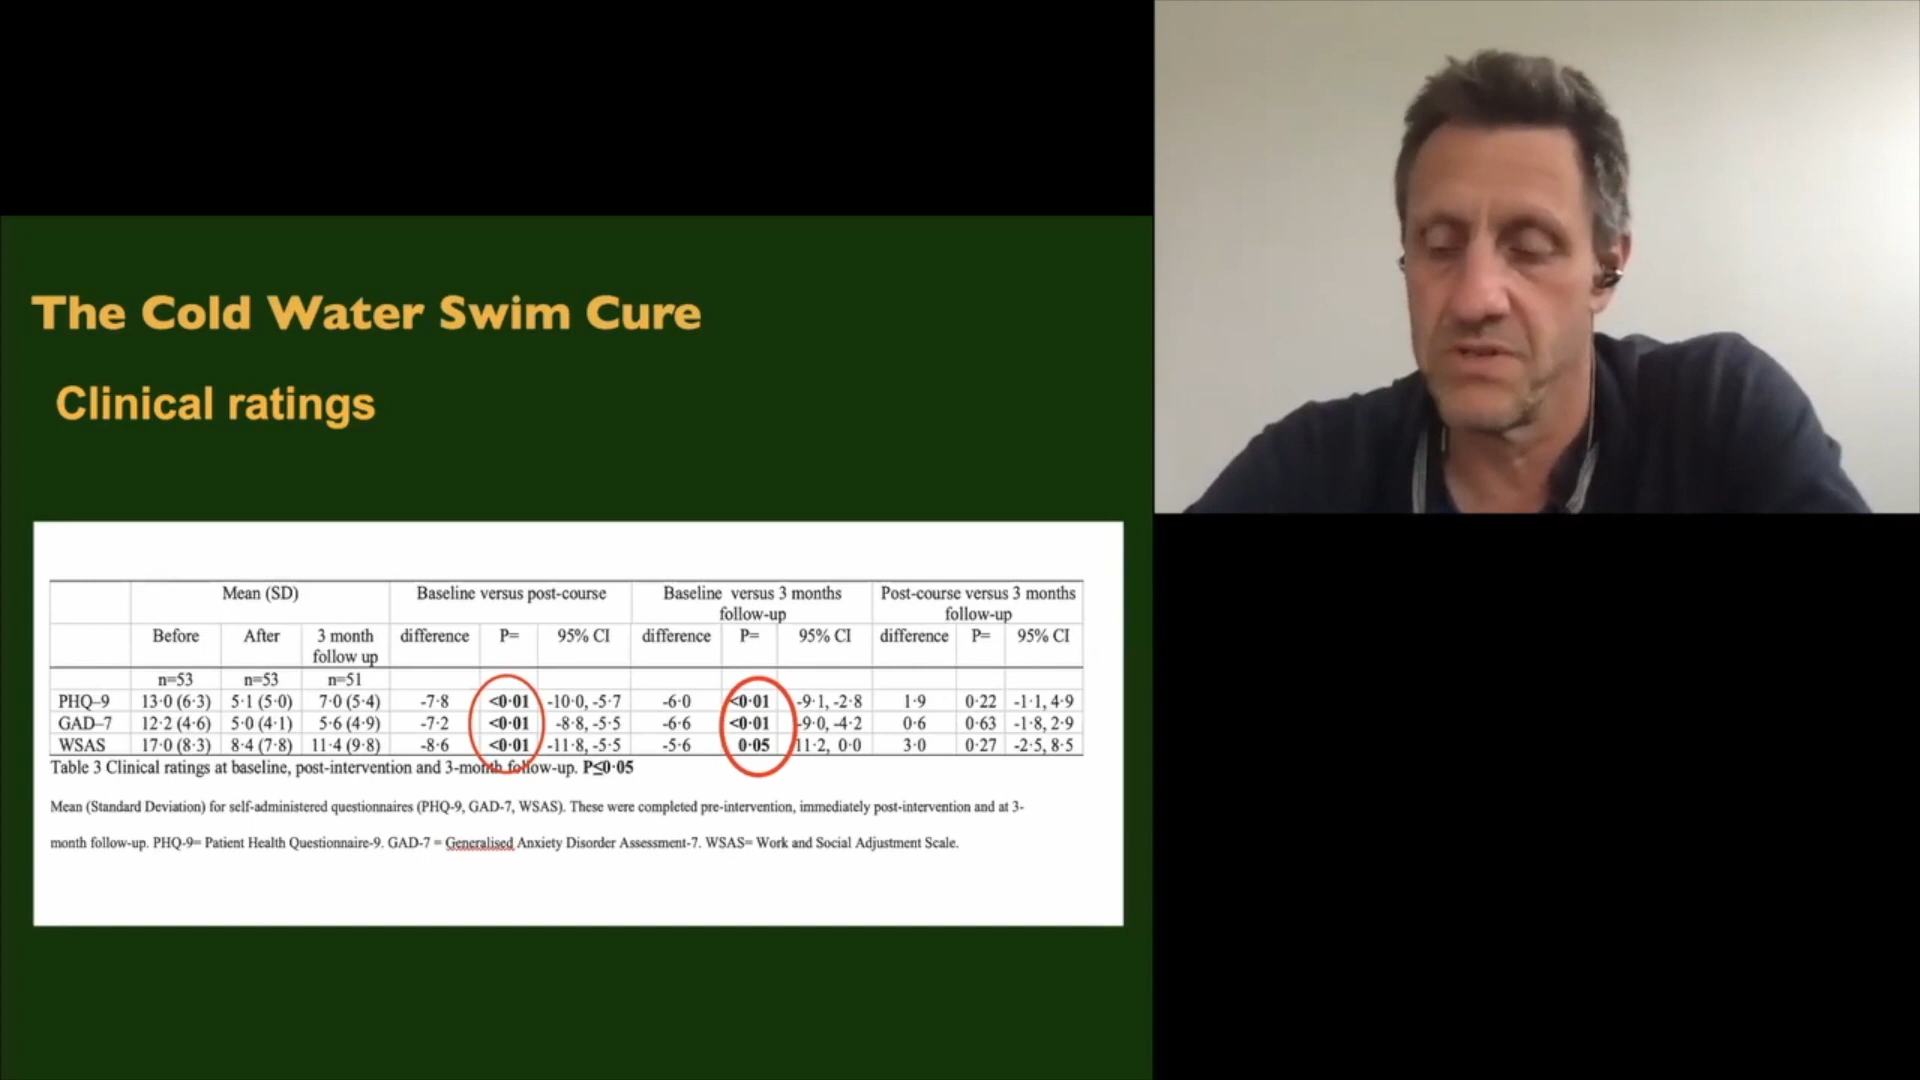 The Cold Water Swim Cure
Clinical ratings
Mean (SD) Baseline versus post-course Baseline versus 3 months follow-up Post-course versus 3 months follow-up
Before After 3 month follow up difference P= 95% CI difference P= 95% CI difference P= 95% CI
n=53 n=53 n=51
PHQ–9 13·0 (6·3) 5·1 (5·0) 7·0 (5·4) -7·8 <0·01 -10·0, -5·7 -6·0 <0·01 -9·1, -2·8 1·9 0·22 -1·1, 4·9
GAD–7 12·2 (4·6) 5·0 (4·1) 5·6 (4·9) -7·2 <0·01 -8·8, -5·5 -6·6 <0·01 -9·0, -4·2 0·6 0·63 -1·8, 2·9
WSAS 17·0 (8·3) 8·4 (7·8) 11·4 (9·8) -8·6 <0·01 -11·8, -5·5 -5·6 0·05 11·2, 0·0 3·0 0·27 -2·5, 8·5
Table 3 Clinical ratings at baseline, post-intervention and 3-month follow-up. P≤0·05
Mean (Standard Deviation) for self-administered questionnaires (PHQ-9, GAD-7, WSAS). These were completed pre-intervention, immediately post-intervention and at 3-
month follow-up. PHQ-9= Patient Health Questionnaire-9. GAD-7 = Generalised Anxiety Disorder Assessment-7. WSAS= Work and Social Adjustment Scale.